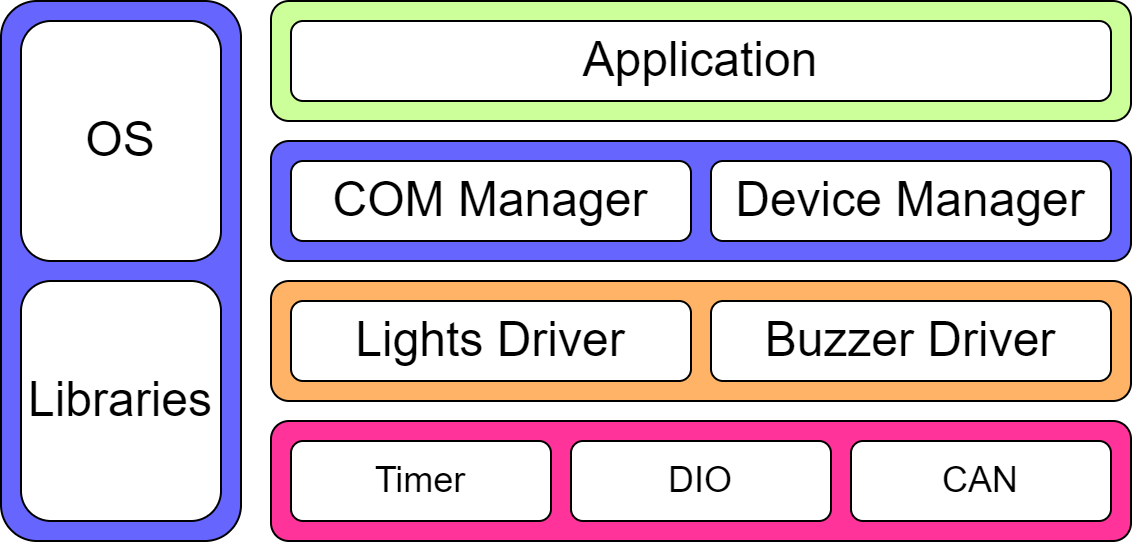 OS
Libraries
Application
COM Manager
Device Manager
Lights Driver
Buzzer Driver
Timer
DIO
CAN